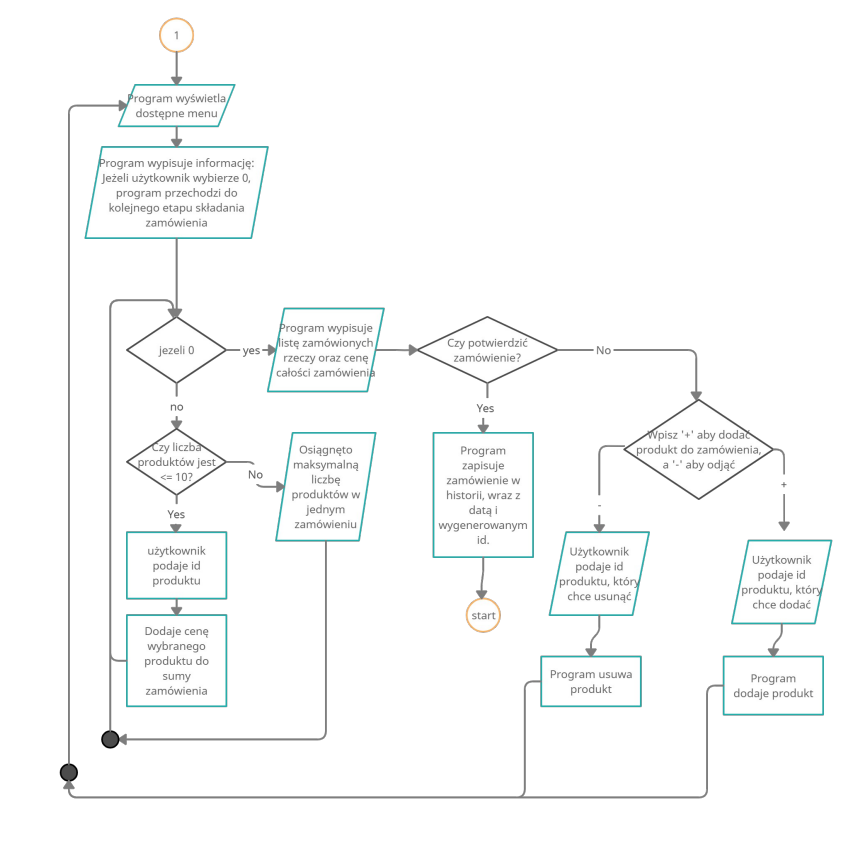 1
Program wyświetla
dostępne menu
Program wypisuje informację:
Jeżeli użytkownik wybierze 0,
program przechodzi do
kolejnego etapu składania
zamówienia
jezeli 0
yes
Program wypisuje
listę zamówionych
rzeczy oraz cenę
całości zamówienia
Czy potwierdzić
zamówienie?
No
no
Yes
Wpisz '+' aby dodać
produkt do zamówienia,
a '-' aby odjąć
Czy liczba
produktów jest
<= 10?
No
Osiągnęto
maksymalną
liczbę
produktów w
jednym
zamówieniu
Program
zapisuje
zamówienie w
historii, wraz z
datą i
wygenerowanym
id.
-
+
Yes
użytkownik
podaje id
produktu
Użytkownik
podaje id
produktu, który
chce usunąć
Użytkownik
podaje id
produktu, który
chce dodać
start
Dodaje cenę
wybranego
produktu do
sumy
zamówienia
Program usuwa
produkt
Program
dodaje produkt